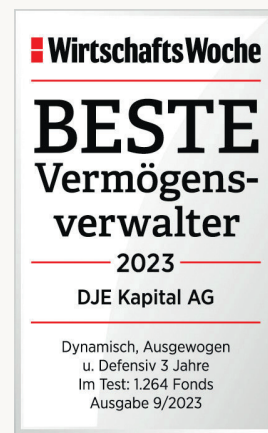 WirtschaftsWoche
BESTE
Vermögens-
verwalter
2023
DJE Kapital AG
Dynamisch, Ausgewogen
u. Defensiv 3 Jahre
Im Test: 1.264 Fonds
Ausgabe 9/2023